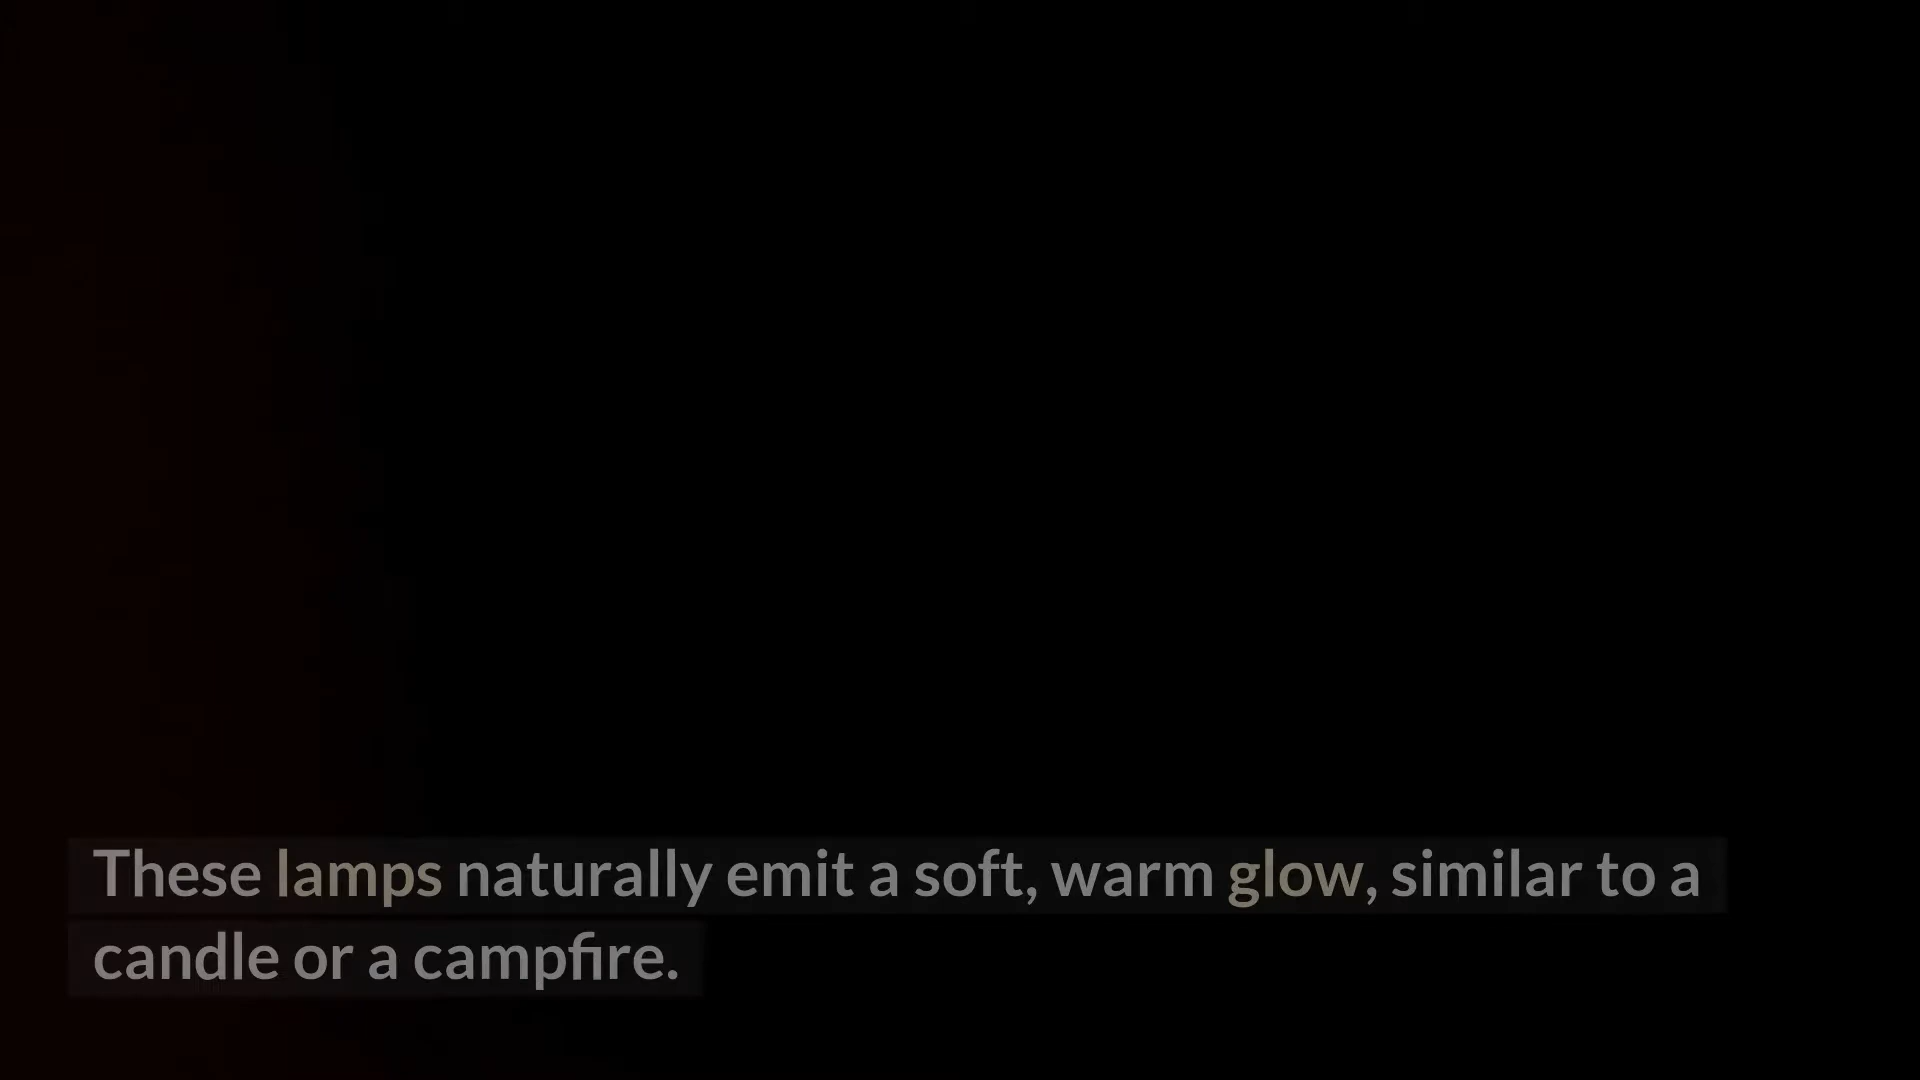 These lamps naturally emit a soft, warm glow, similar to a
candle or a campfire.